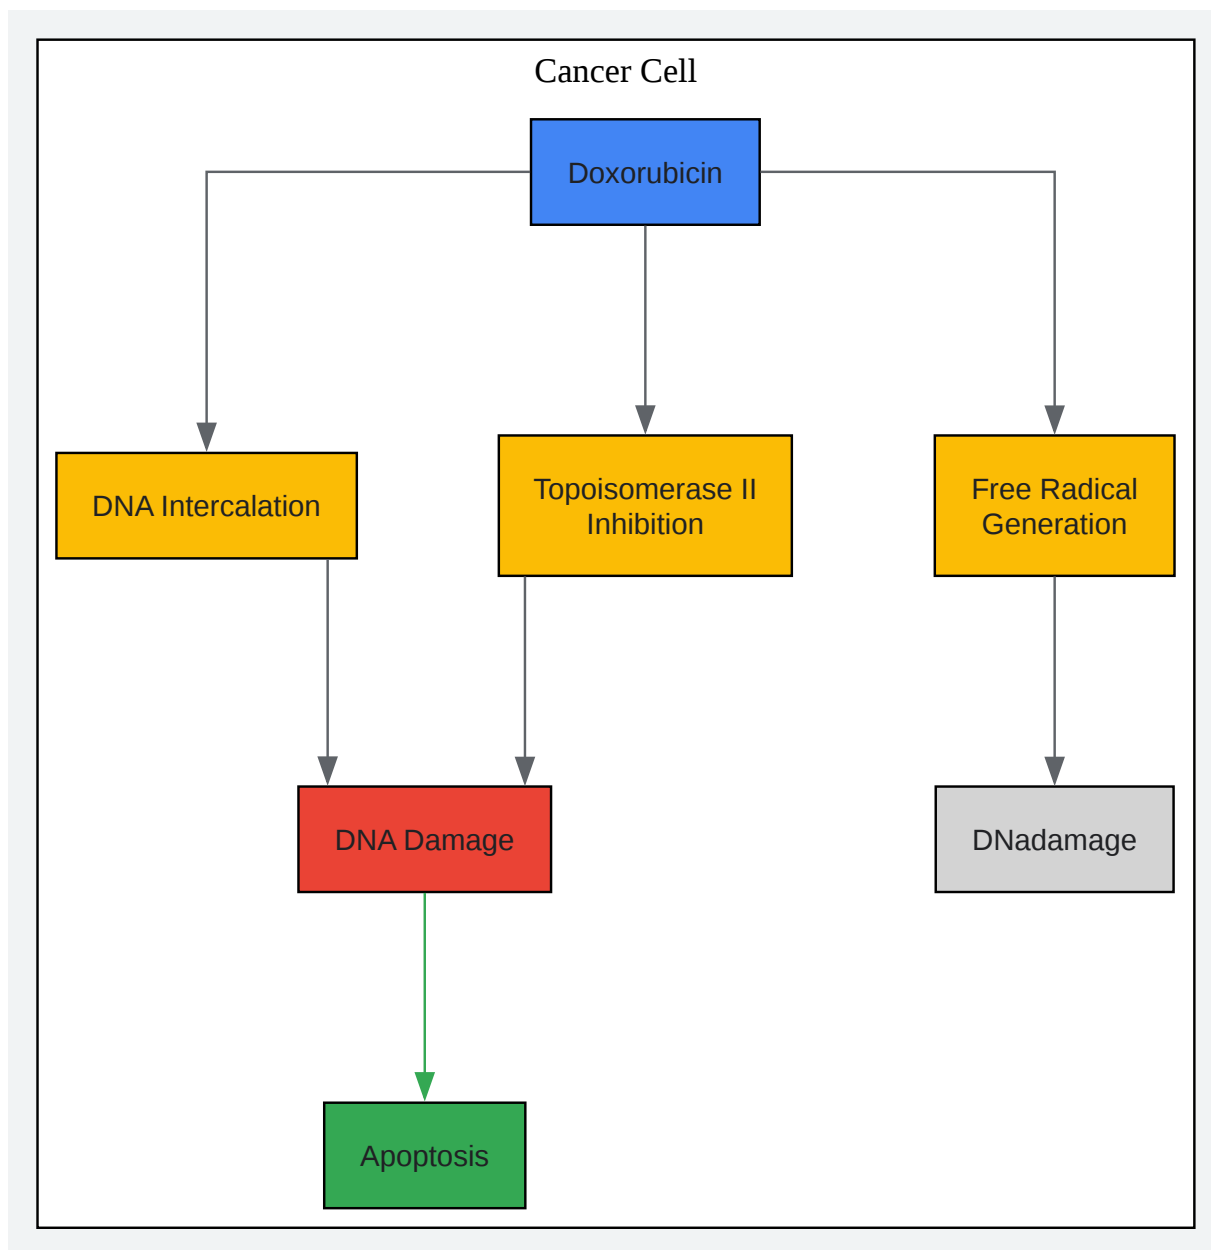 Cancer Cell
Doxorubicin
DNA Intercalation
Topoisomerase II
Inhibition
Free Radical
Generation
DNA Damage
DNadamage
Apoptosis